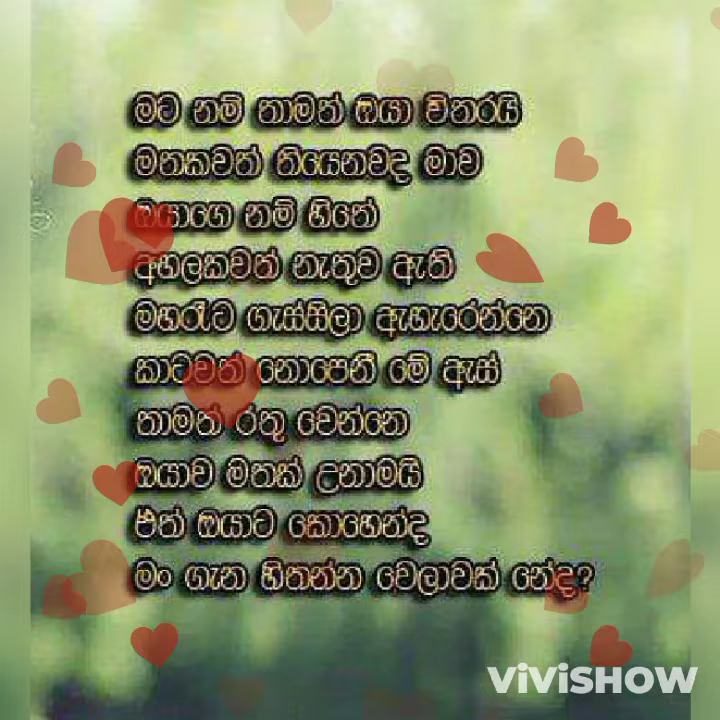 මට නම් තාමත් ඔයා විතරයි
මතකවත් තියෙනවද මාව
ඔයාගෙ නම් හිතේ
අහලකවත් නැතුව ඇති
මහරෑට ගැස්සිලා ඇහැරෙන්නෙ
කාටවත් නොපෙනී මේ ඇස්
තාමත් රතු වෙන්නෙ
ඔයාව මතක් උනාමයි
ඒත් ඔයාට කොහෙන්ද
මං ගැන හිතන්න වෙලාවක් නේද?
ViViSHOW